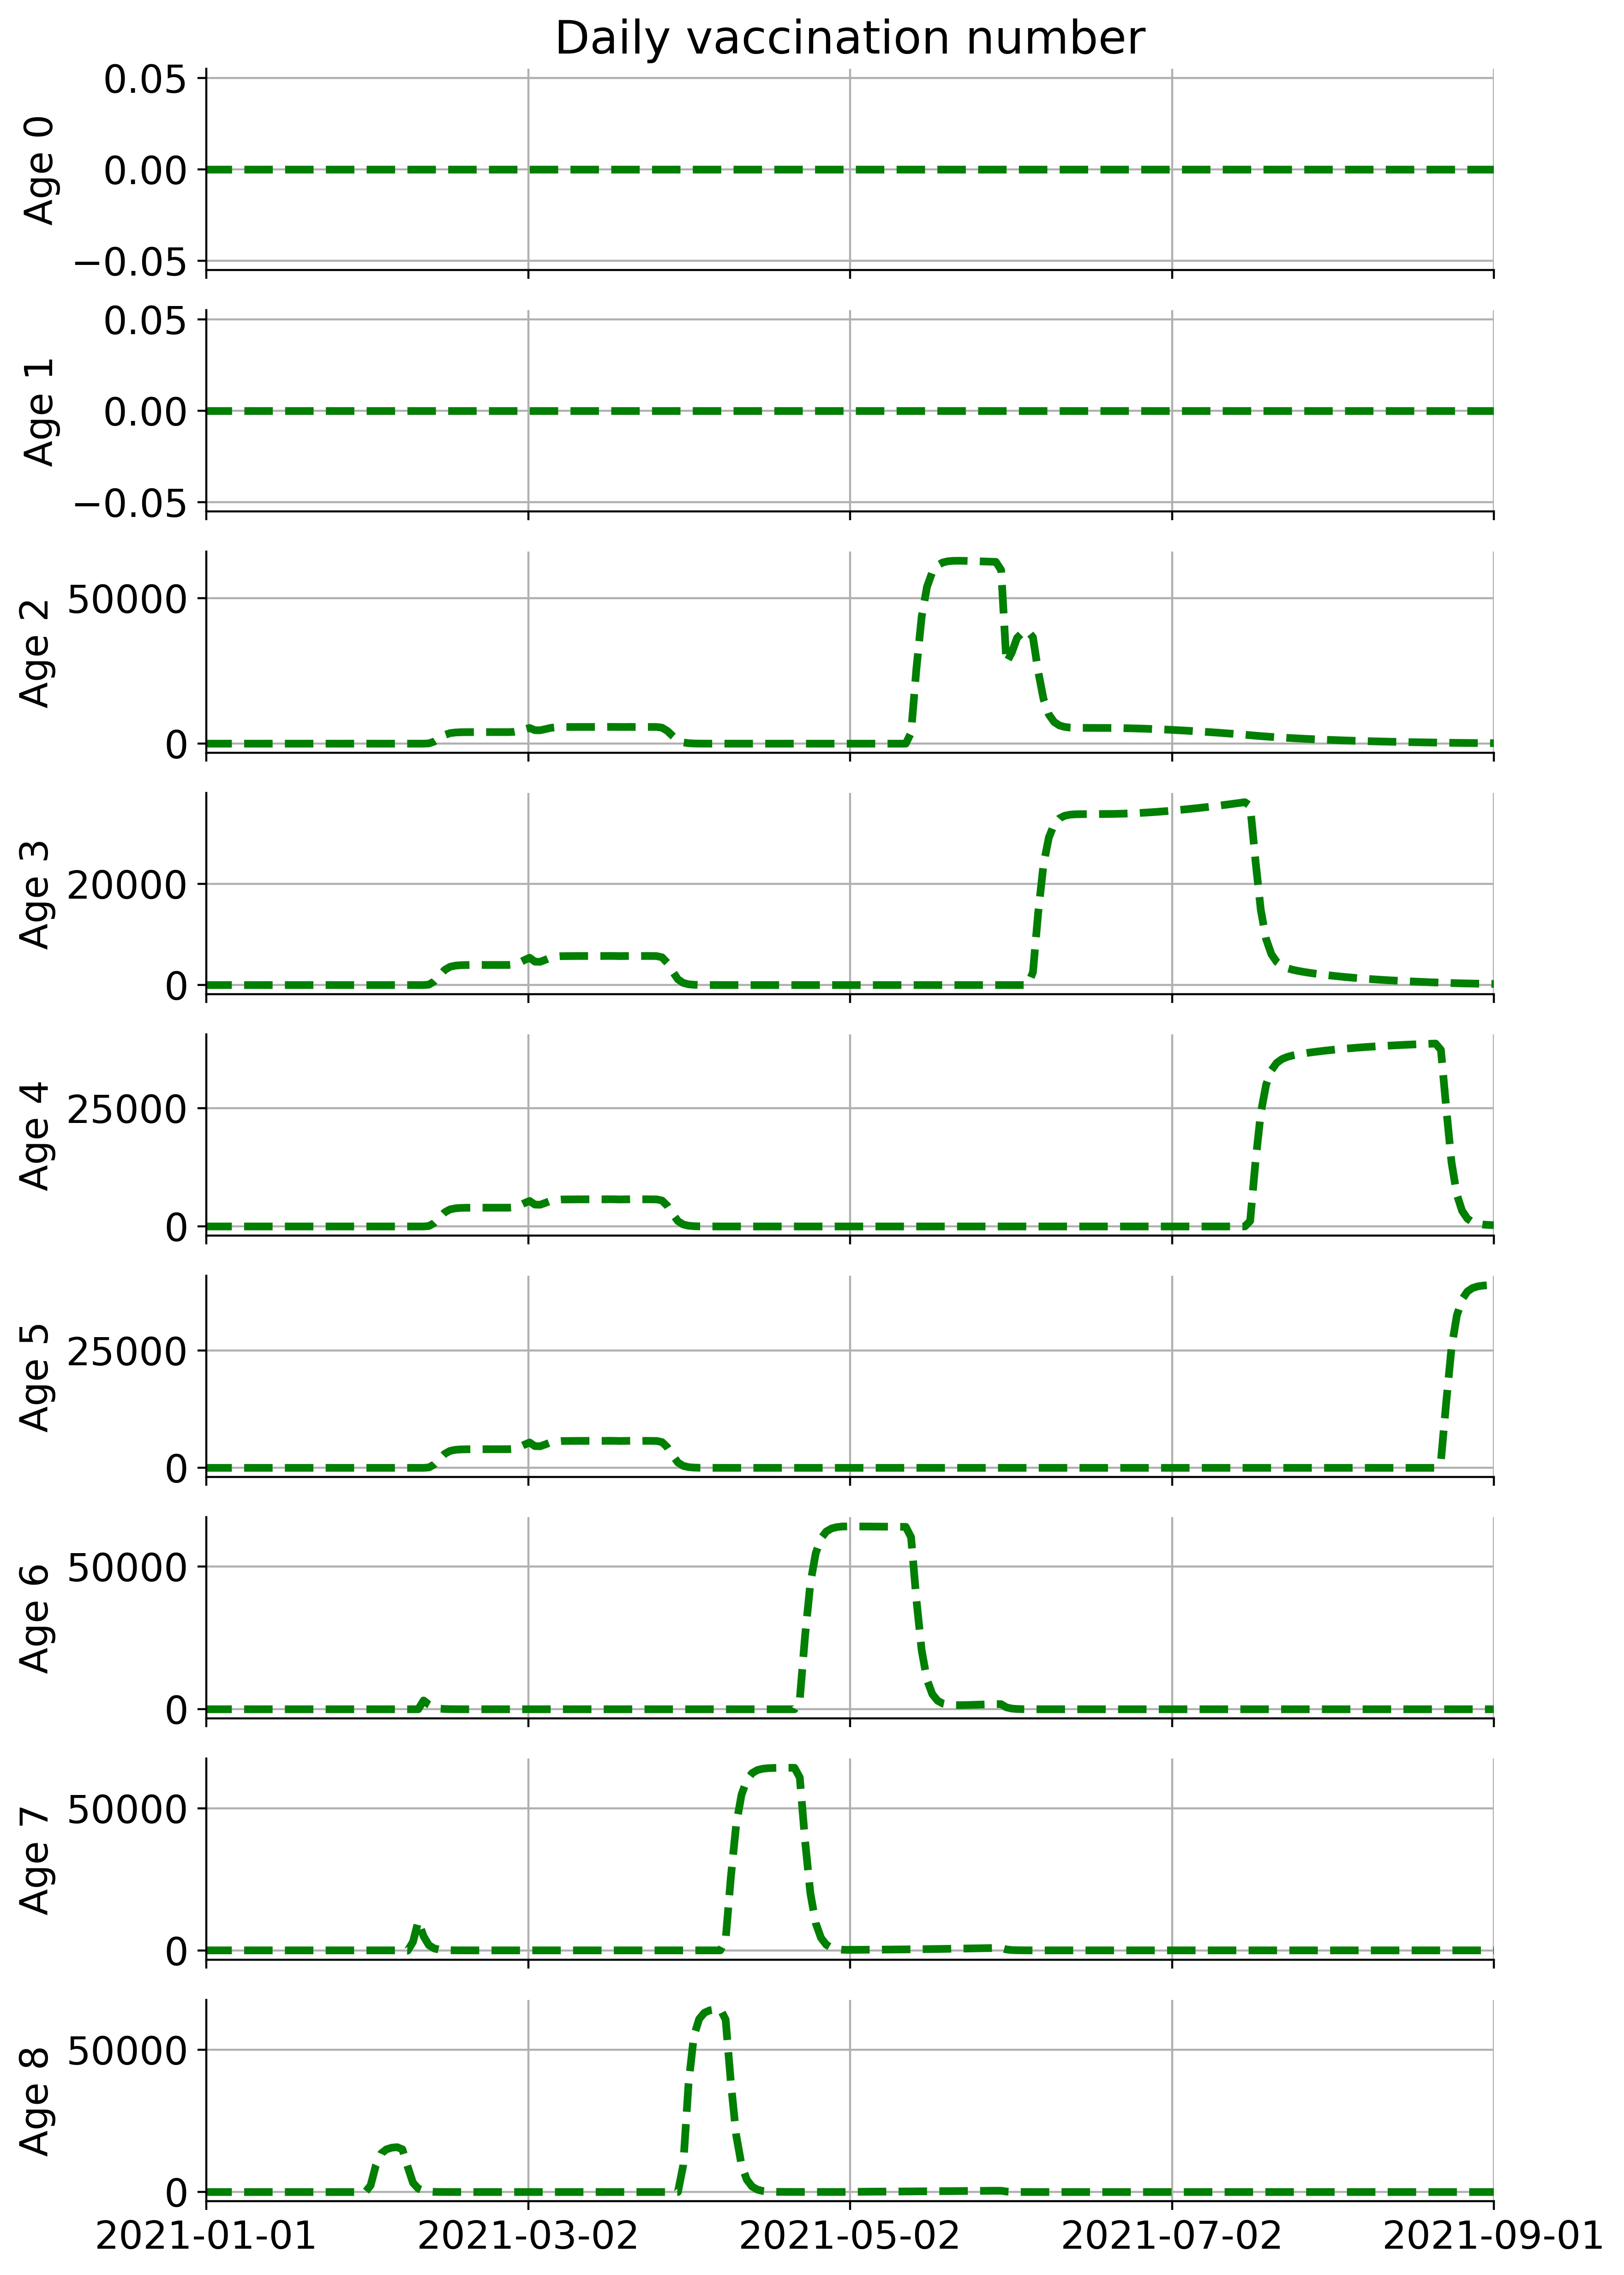 Daily vaccination number
Age 0
0.05
0.00
−0.05
Age 1
0.05
0.00
−0.05
Age 2
50000
0
Age 3
20000
0
Age 4
25000
0
Age 5
25000
0
Age 6
50000
0
Age 7
50000
0
Age 8
50000
0
2021-01-01 2021-03-02 2021-05-02 2021-07-02 2021-09-01